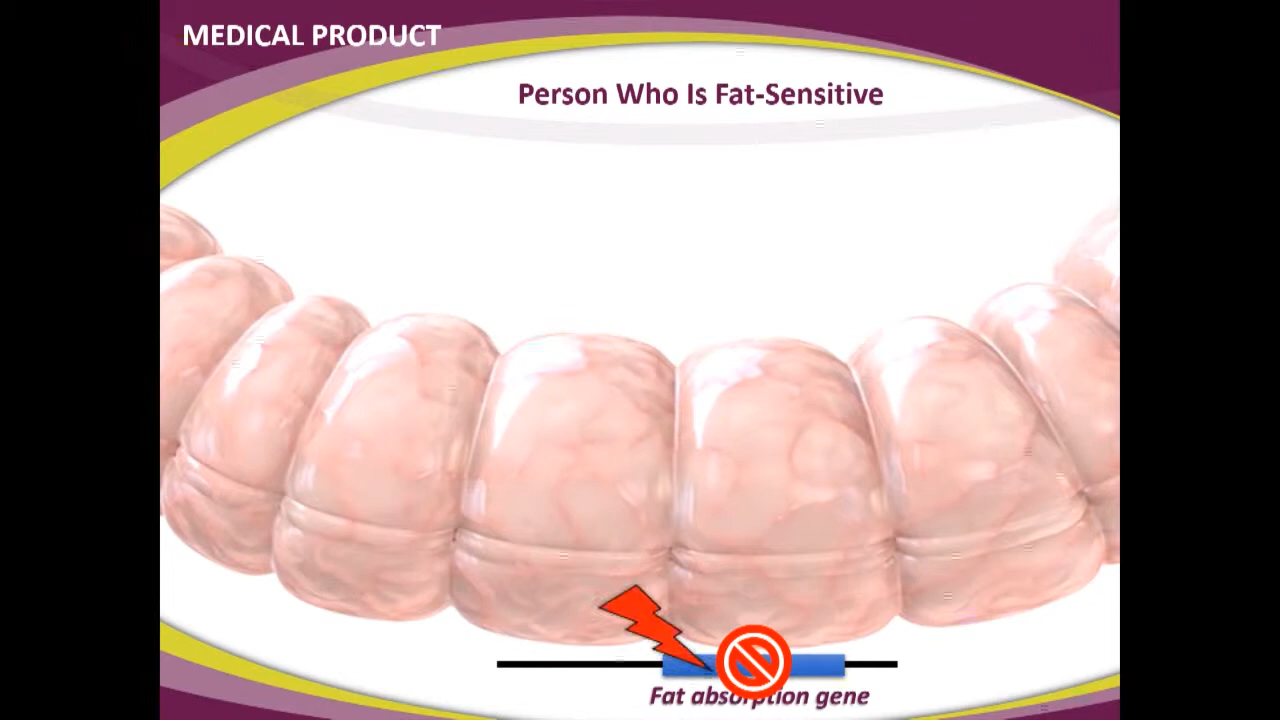 MEDICAL PRODUCT
Person Who Is Fat-Sensitive
Fat absorption gene